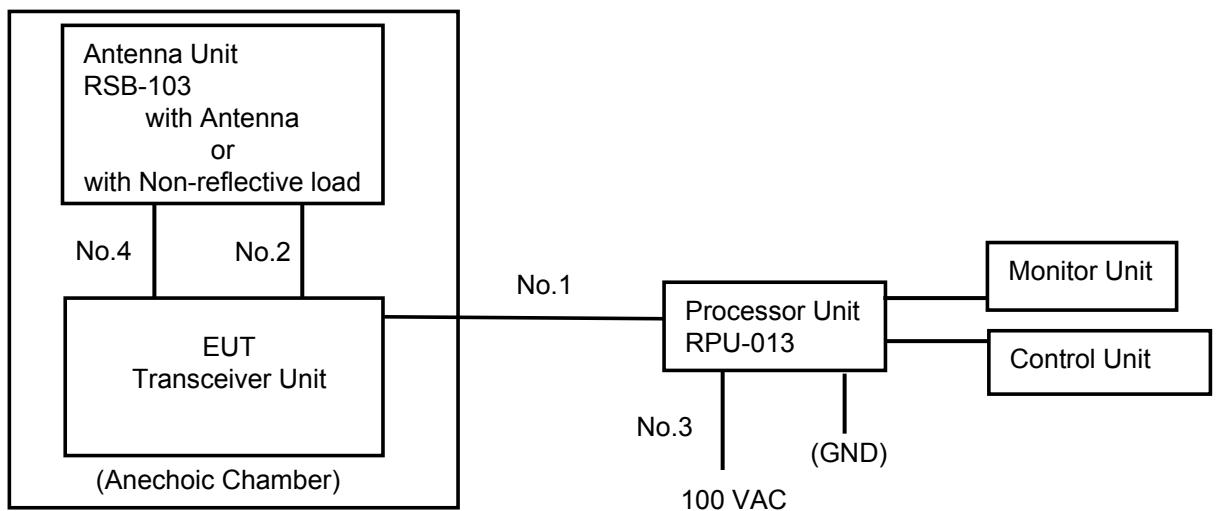 Antenna Unit
RSB-103
with Antenna
or
with Non-reflective load
No.4
No.2
EUT
Transceiver Unit
(Anechoic Chamber)
No.1
Processor Unit
RPU-013
Monitor Unit
Control Unit
No.3
(GND)
100 VAC